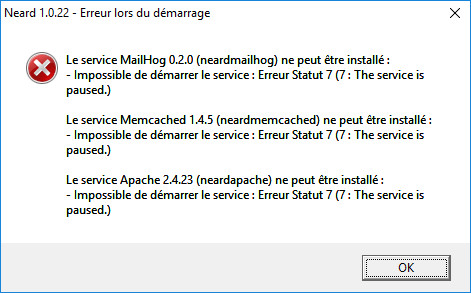 Neard 1.0.22 - Erreur lors du démarrage
Le service MailHog 0.2.0 (neardmailhog) ne peut être installé :
- Impossible de démarrer le service : Erreur Statut 7 (7 : The service is
paused.)
Le service Memcached 1.4.5 (neardmemcached) ne peut être installé :
- Impossible de démarrer le service : Erreur Statut 7 (7 : The service is
paused.)
Le service Apache 2.4.23 (neardapache) ne peut être installé :
- Impossible de démarrer le service : Erreur Statut 7 (7 : The service is
paused.)
OK